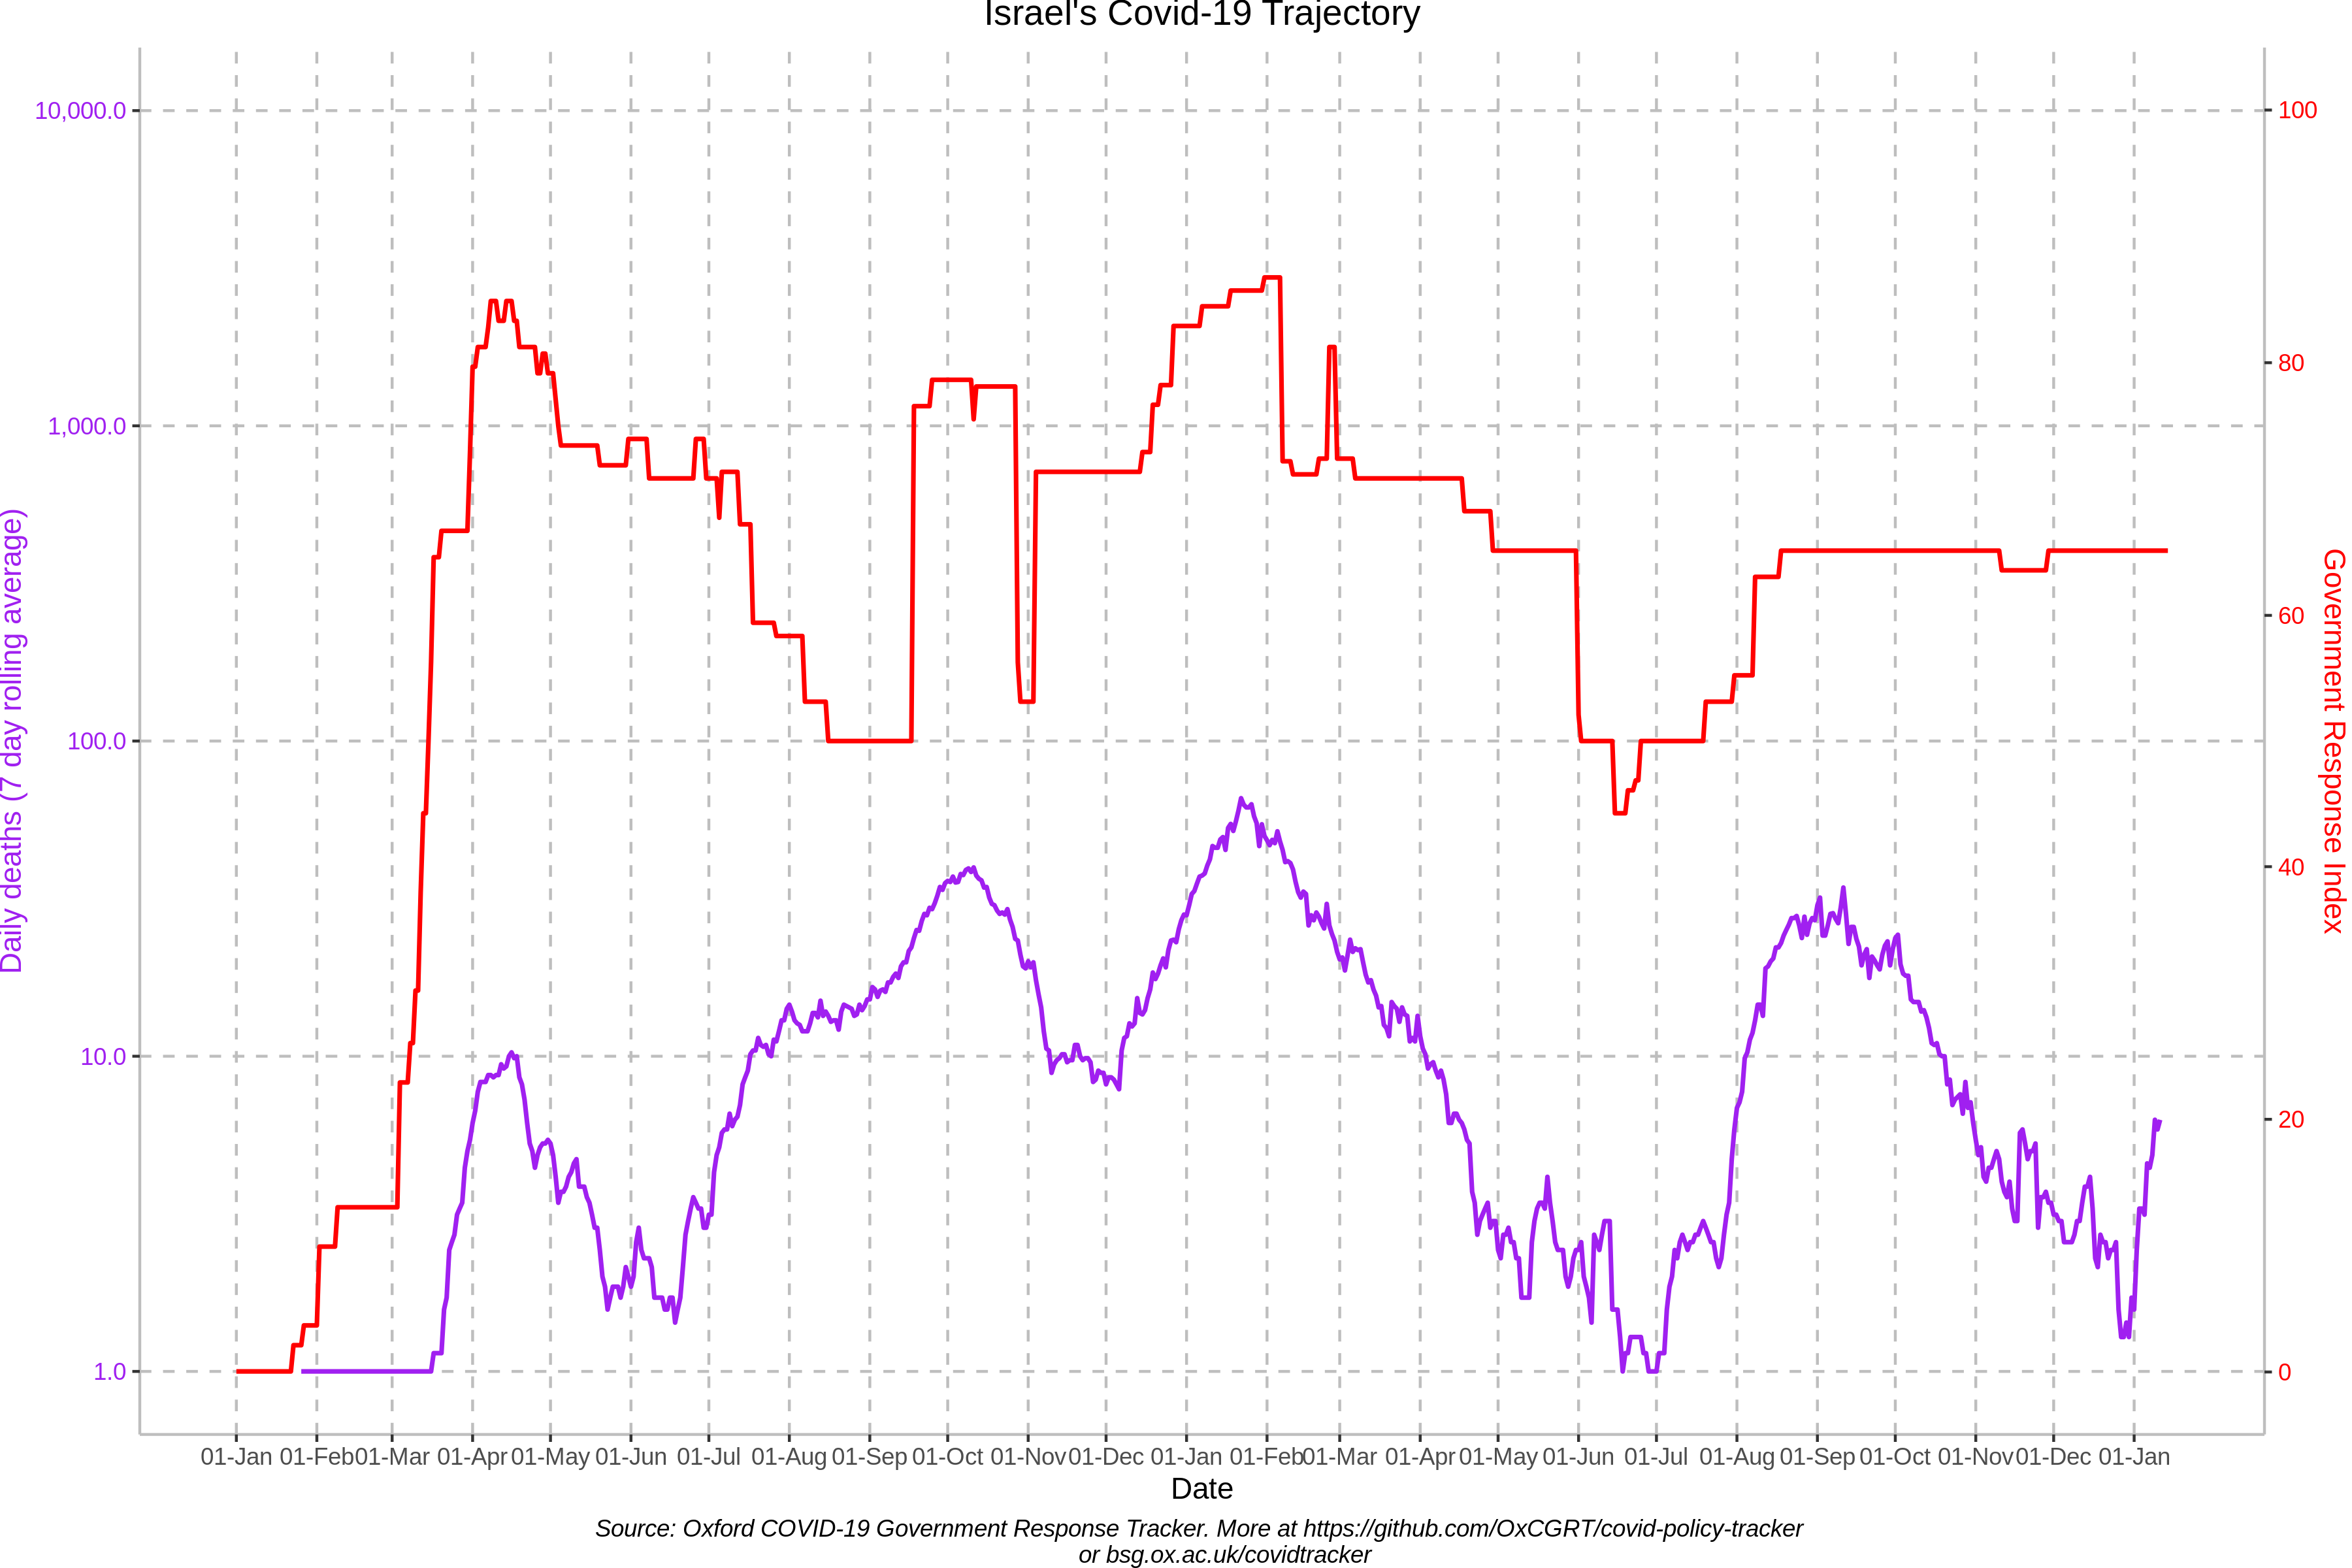 Israel's Covid-19 Trajectory
10,000.0
1,000.0
100.0
10.0
1.0
Daily deaths (7 day rolling average)
100
80
60
40
20
0
Government Response Index
01-Jan 01-Feb 01-Mar 01-Apr 01-May 01-Jun 01-Jul 01-Aug 01-Sep 01-Oct 01-Nov 01-Dec 01-Jan 01-Feb 01-Mar 01-Apr 01-May 01-Jun 01-Jul 01-Aug 01-Sep 01-Oct 01-Nov 01-Dec 01-Jan
Date
Source: Oxford COVID-19 Government Response Tracker. More at https://github.com/OxCGRT/covid-policy-tracker
or bsg.ox.ac.uk/covidtracker